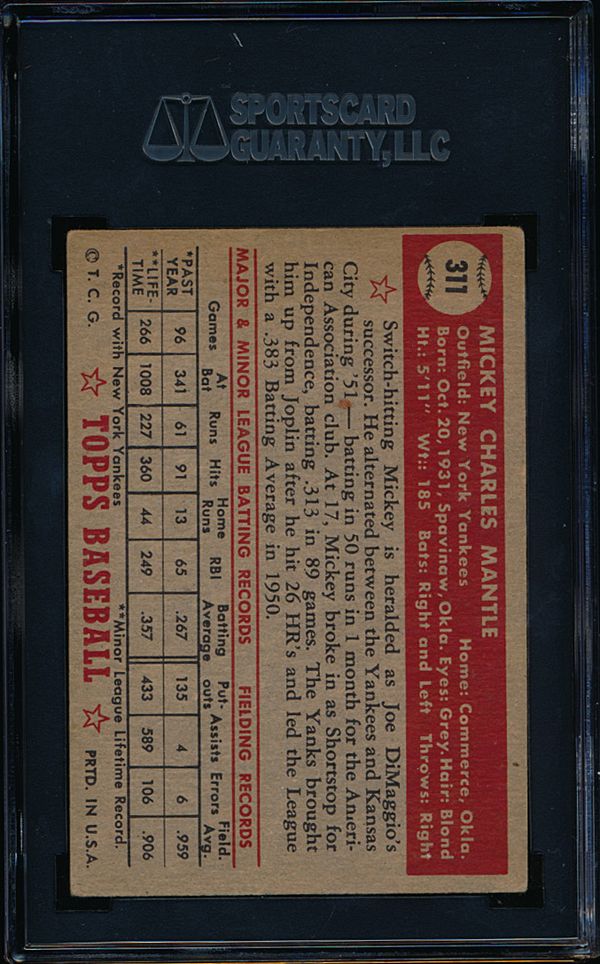 SPORTSCARD
GUARANTY, LLC
311
MICKEY CHARLES MANTLE
Outfield: New York Yankees Home: Commerce, Okla.
Born: Oct. 20, 1931, Spavinaw, Okla. Eyes: Grey. Hair: Blond
Ht.: 5'11" Wt.: 185 Bats: Right and Left Throws: Right
Switch-hitting Mickey is heralded as Joe DiMaggio's
successor. He alternated between the Yankees and Kansas
City during '51 — batting in 50 runs in 1 month for the Ameri-
can Association club. At 17, Mickey broke in as Shortstop for
Independence, batting .313 in 89 games. The Yanks brought
him up from Joplin after he hit 26 HR's and led the League
with a .383 Batting Average in 1950.
MAJOR & MINOR LEAGUE BATTING RECORDS FIELDING RECORDS
Games At Bat Runs Hits Home Runs RBI Batting Average Put-outs Assists Errors Field. Avg.
*PAST YEAR 96 341 61 91 13 65 .267 135 4 6 .959
**LIFE-TIME 266 1008 227 360 44 249 .357 433 589 106 .906
*Record with New York Yankees **Minor League Lifetime Record.
© T. C. G. TOPPS BASEBALL PRTD. IN U.S.A.